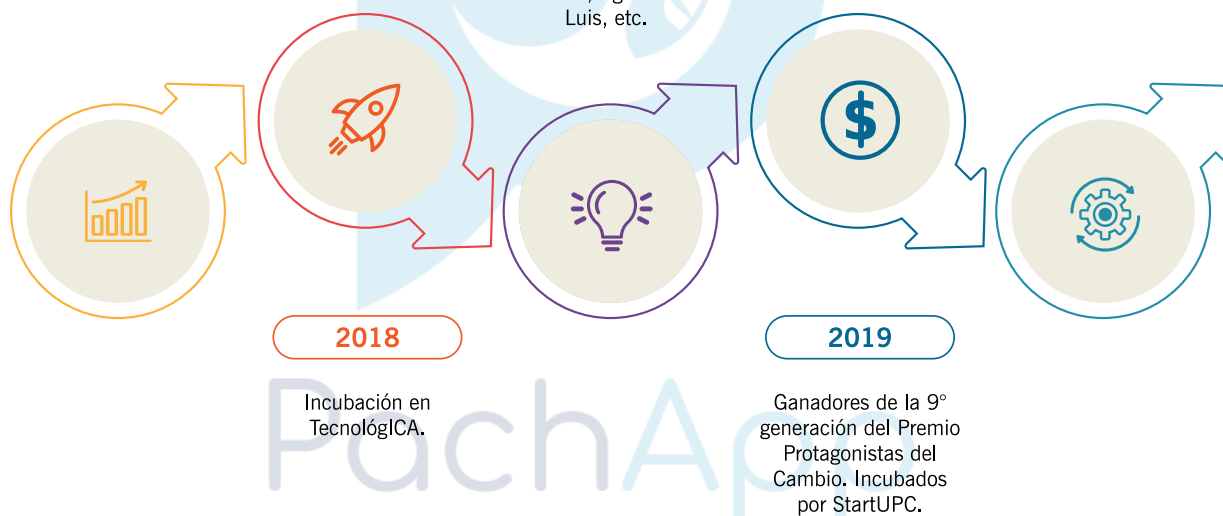 Luis, etc.
$
2018
2019
Incubación en
TecnológICA.
Ganadores de la 9°
generación del Premio
Protagonistas del
Cambio. Incubados
por StartUPC.
PachApp